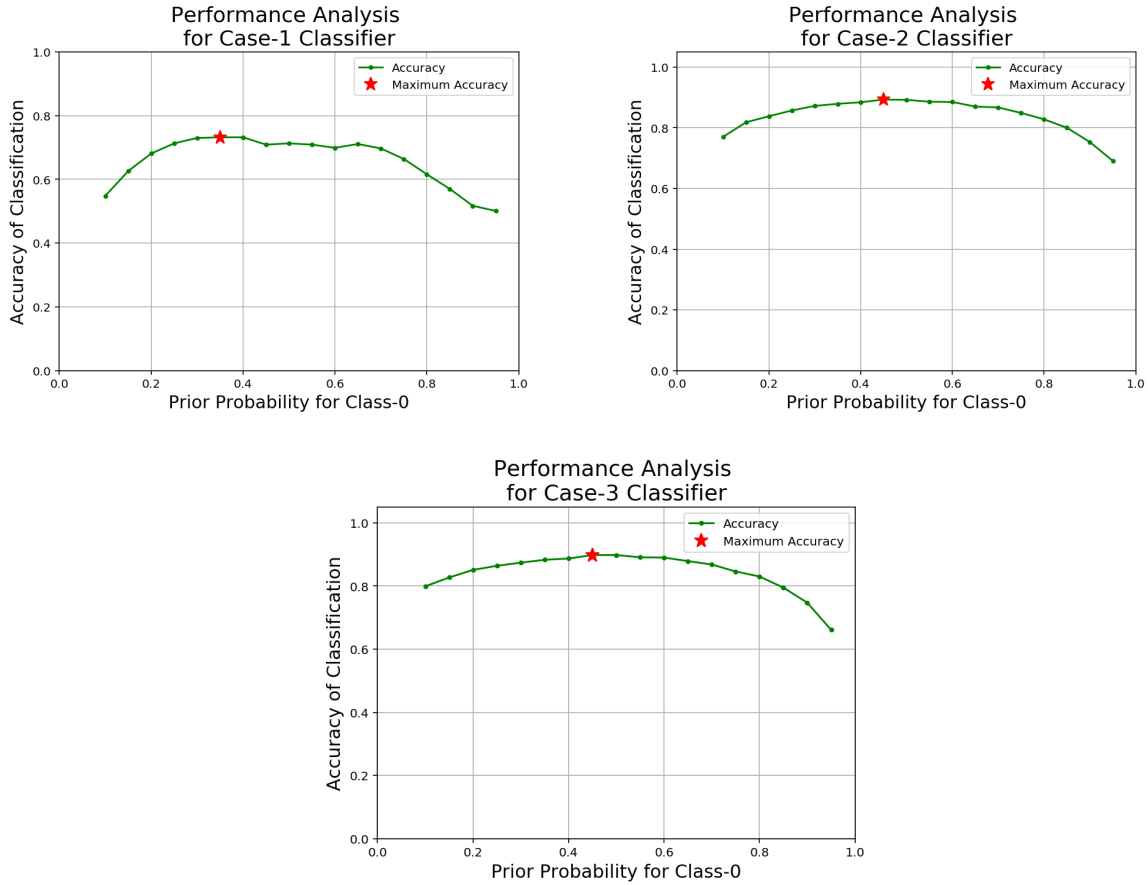 Performance Analysis
for Case-1 Classifier
Accuracy
Maximum Accuracy
Accuracy of Classification
1.0
0.8
0.6
0.4
0.2
0.0
0.0 0.2 0.4 0.6 0.8 1.0
Prior Probability for Class-0
Performance Analysis
for Case-2 Classifier
Accuracy
Maximum Accuracy
Accuracy of Classification
1.0
0.8
0.6
0.4
0.2
0.0
0.0 0.2 0.4 0.6 0.8 1.0
Prior Probability for Class-0
Performance Analysis
for Case-3 Classifier
Accuracy
Maximum Accuracy
Accuracy of Classification
1.0
0.8
0.6
0.4
0.2
0.0
0.0 0.2 0.4 0.6 0.8 1.0
Prior Probability for Class-0